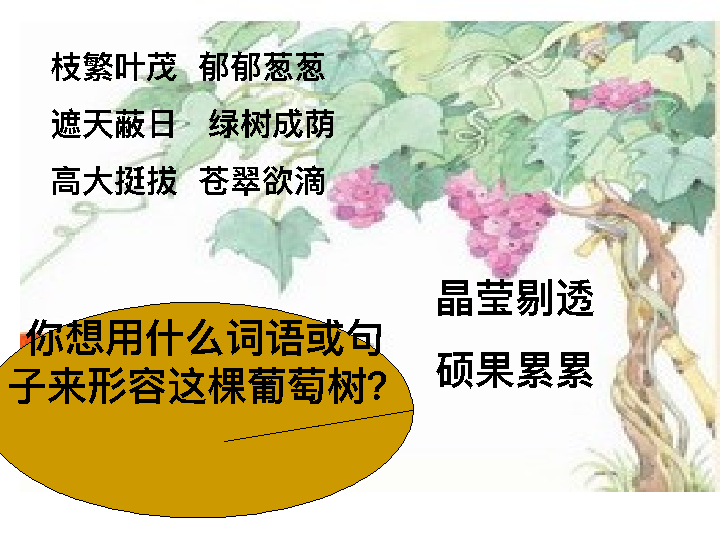 枝繁叶茂 郁郁葱葱
遮天蔽日 绿树成荫
高大挺拔 苍翠欲滴
晶莹剔透
硕果累累
你想用什么词语或句
子来形容这棵葡萄树?